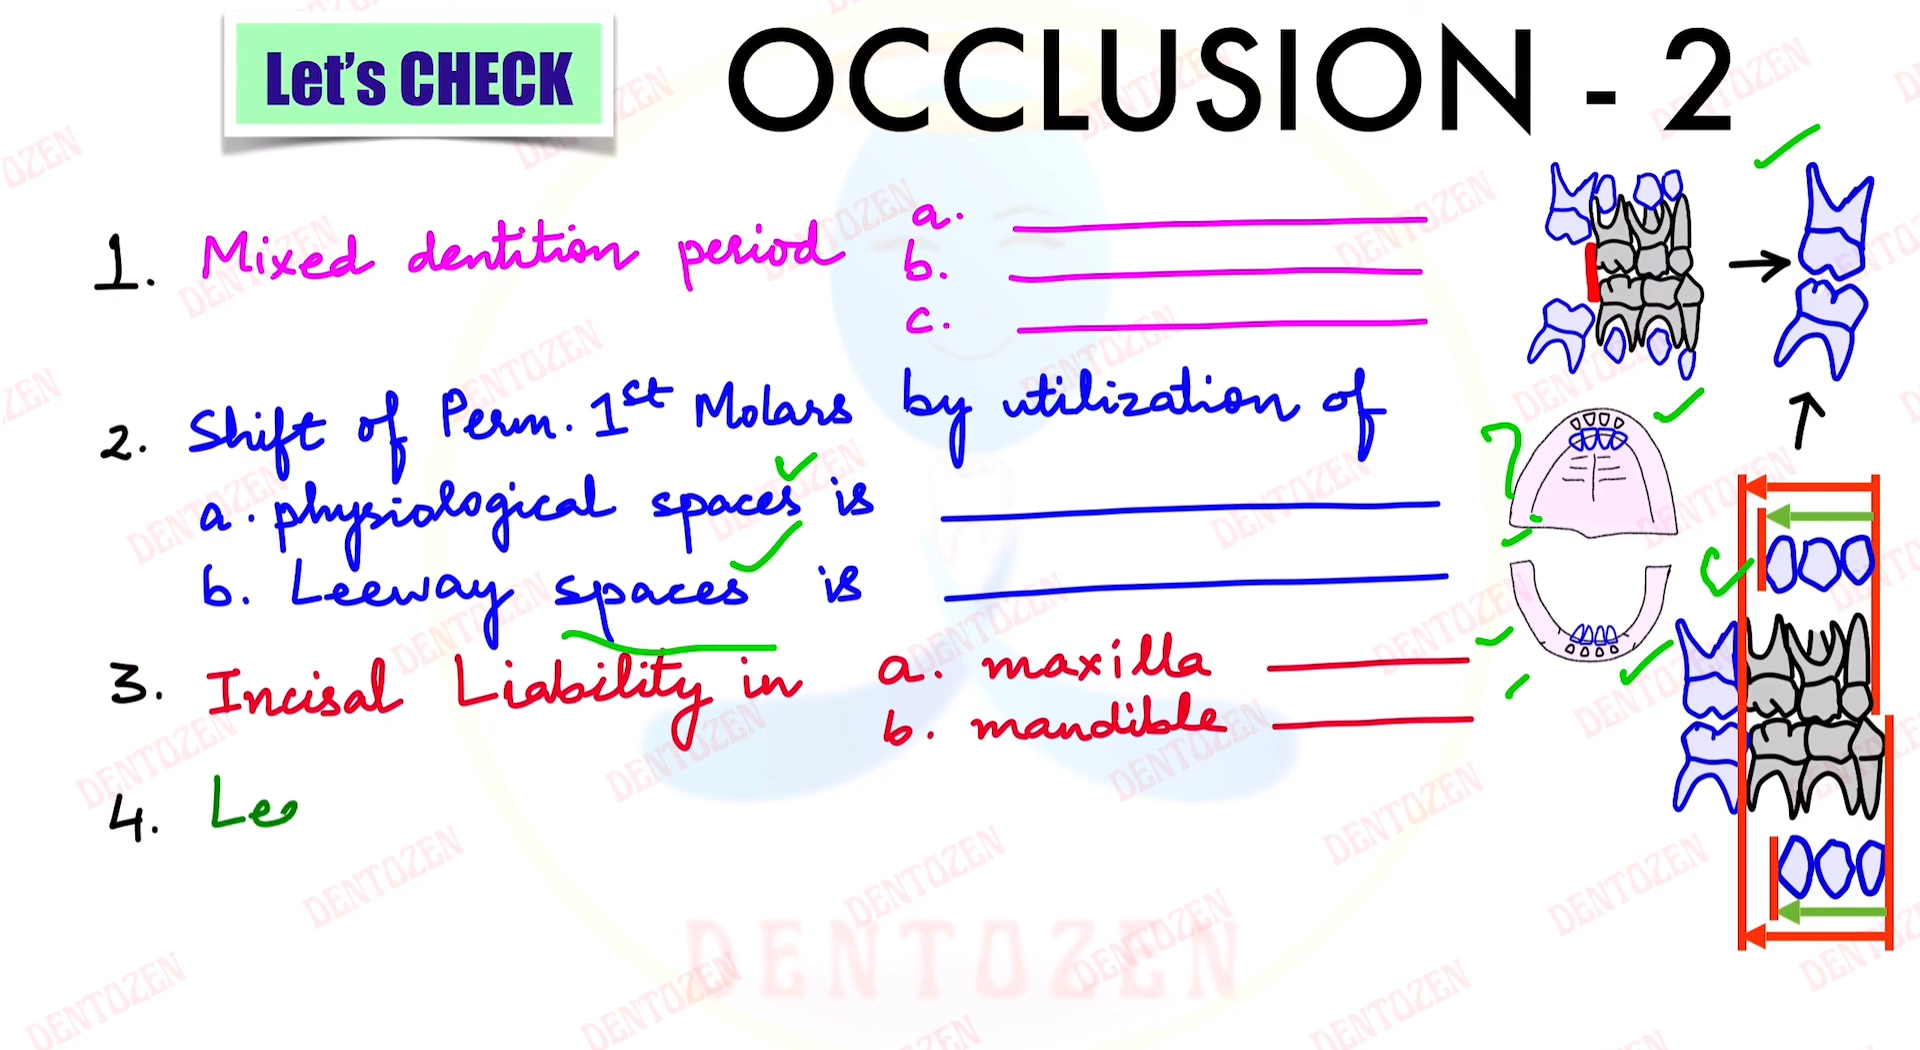 Let's CHECK
OCCLUSION - 2
1. Mixed dentition period a.
b.
c.
2. Shift of Perm. 1st Molars by utilization of
a. physiological spaces is
b. Leeway spaces is
3. Incisal Liability in a. maxilla
b. mandible
4. Lee
DENTOZEN